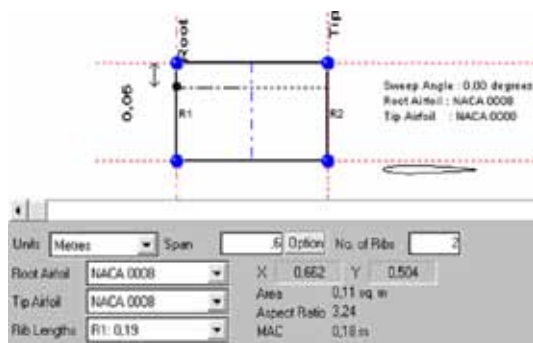 Root
Tip
0,05
R1
R2
Sweep Angle : 0.00 degrees
Root Airfoil : NACA 0008
Tip Airfoil : NACA 0008
Units Metres Span .6 Option No. of Ribs 2
Root Airfoil NACA 0008 X 0.662 Y 0.504
Tip Airfoil NACA 0008 Area 0,11 sq. m
Aspect Ratio 3,24
Rib Lengths R1: 0,19 MAC 0,18 m